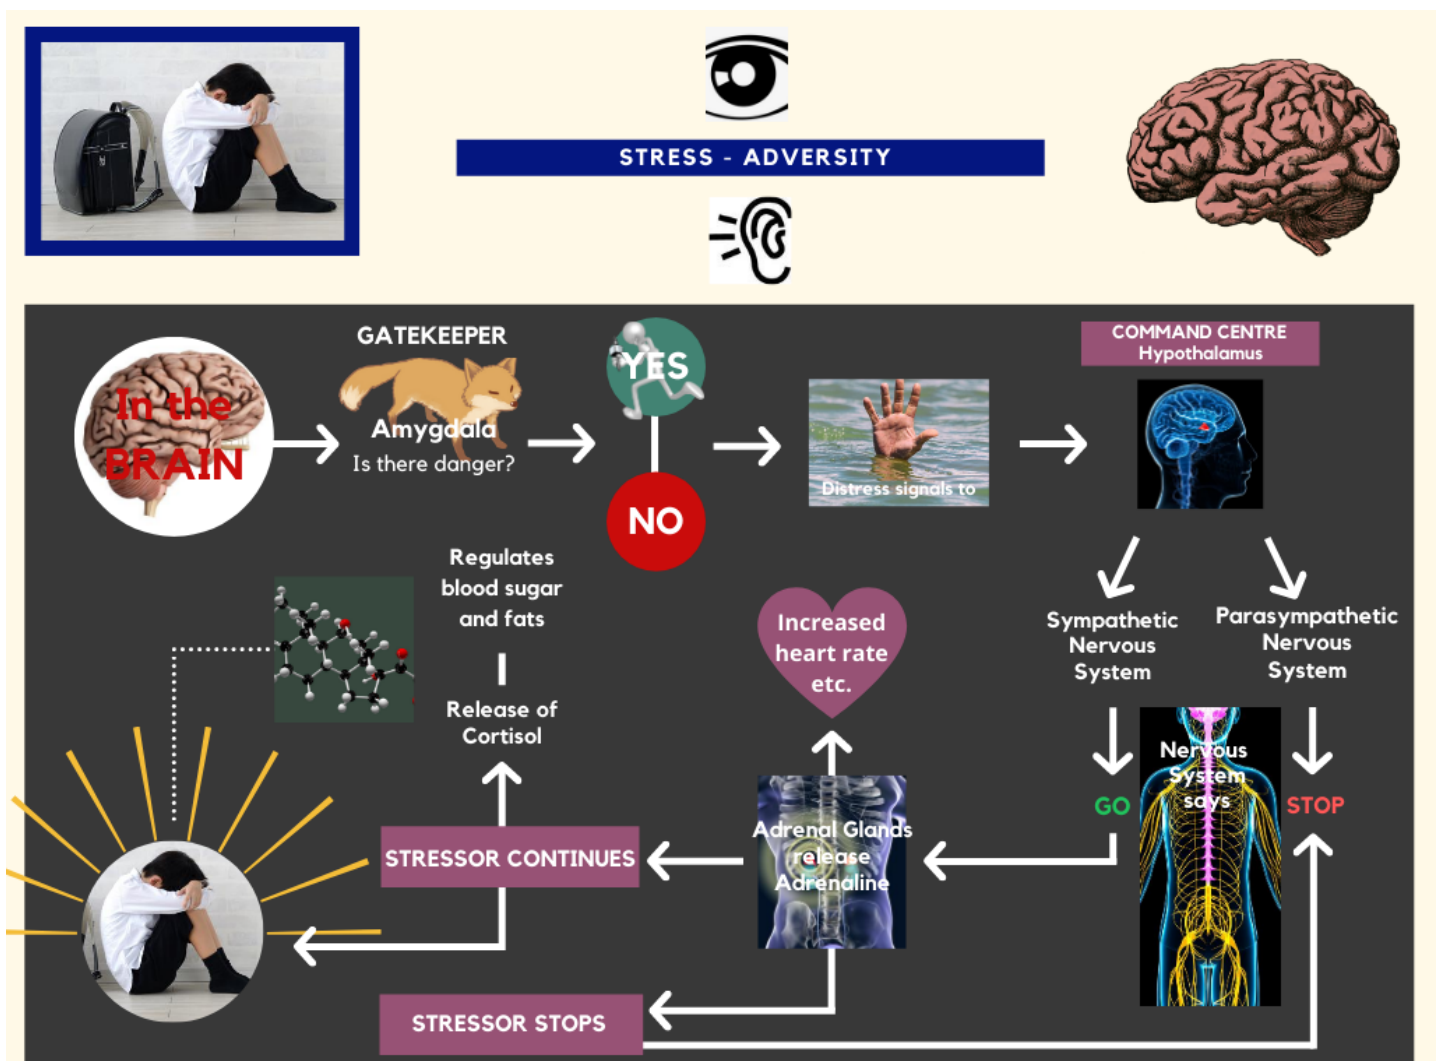 STRESS - ADVERSITY
In the
BRAIN
GATEKEEPER
Amygdala
Is there danger?
YES
NO
Distress signals to
COMMAND CENTRE
Hypothalamus
Sympathetic
Nervous
System
Parasympathetic
Nervous
System
Nervous
System
says
GO
STOP
Adrenal Glands
release
Adrenaline
Increased
heart rate
etc.
STRESSOR CONTINUES
Release of
Cortisol
Regulates
blood sugar
and fats
STRESSOR STOPS